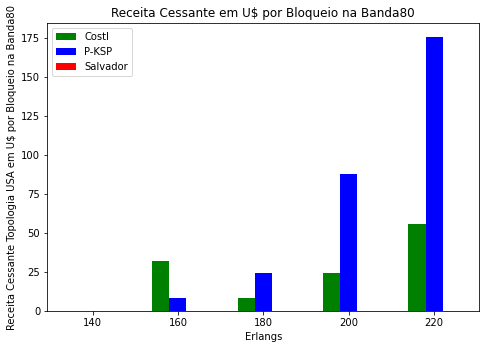 Receita Cessante em U$ por Bloqueio na Banda80
Receita Cessante Topologia USA em U$ por Bloqueio na Banda80
CostI
P-KSP
Salvador
175
150
125
100
75
50
25
0
140 160 180 200 220
Erlangs